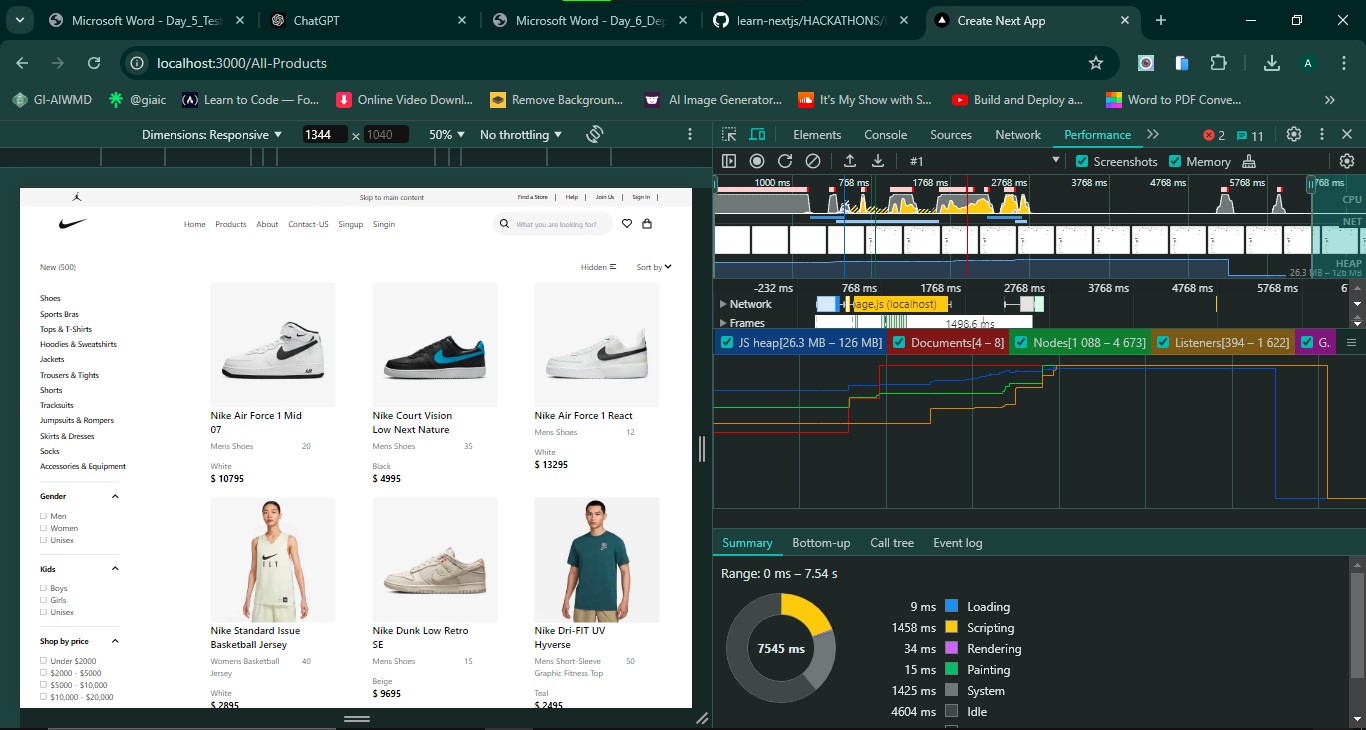 Microsoft Word - Day_5_Test
ChatGPT
Microsoft Word - Day_6_Dep
learn-nextjs/HACKATHONS/
Create Next App
localhost:3000/All-Products
A
GI-AIWMD
@giaic
Learn to Code — Fo...
Online Video Downl...
Remove Backgroun...
AI Image Generator...
It's My Show with S...
Build and Deploy a...
Word to PDF Conve...
Dimensions: Responsive
1344 x 1040
50%
No throttling
Elements
Console
Sources
Network
Performance
2
11
#1
Screenshots
Memory
1000 ms
768 ms
1768 ms
2768 ms
3768 ms
4768 ms
5768 ms
768 ms
CPU
NET
HEAP
26.3 MB – 126 MB
-232 ms
768 ms
1768 ms
2768 ms
3768 ms
4768 ms
5768 ms
Network
age.js (localhost)
Frames
1498.6 ms
JS heap[26.3 MB – 126 MB]
Documents[4 – 8]
Nodes[1 088 – 4 673]
Listeners[394 – 1 622]
G.
Summary
Bottom-up
Call tree
Event log
Range: 0 ms – 7.54 s
7545 ms
9 ms Loading
1458 ms Scripting
34 ms Rendering
15 ms Painting
1425 ms System
4604 ms Idle
Skip to main content
Find a Store | Help | Join Us | Sign In |
Home Products About Contact-US Singup Singin
What you are looking for?
New (500)
Hidden
Sort by
Shoes
Sports Bras
Tops & T-Shirts
Hoodies & Sweatshirts
Jackets
Trousers & Tights
Shorts
Tracksuits
Jumpsuits & Rompers
Skirts & Dresses
Socks
Accessories & Equipment
Gender
Men
Women
Unisex
Kids
Boys
Girls
Unisex
Shop by price
Under $2000
$2000 - $5000
$5000 - $10,000
$10,000 - $20,000
Nike Air Force 1 Mid
07
Mens Shoes 20
White
$ 10795
Nike Court Vision
Low Next Nature
Mens Shoes 35
Black
$ 4995
Nike Air Force 1 React
Mens Shoes 12
White
$ 13295
Nike Standard Issue
Basketball Jersey
Womens Basketball 40
Jersey
White
$ 2895
Nike Dunk Low Retro
SE
Mens Shoes 15
Beige
$ 9695
Nike Dri-FIT UV
Hyverse
Mens Short-Sleeve 50
Graphic Fitness Top
Teal
$ 2495